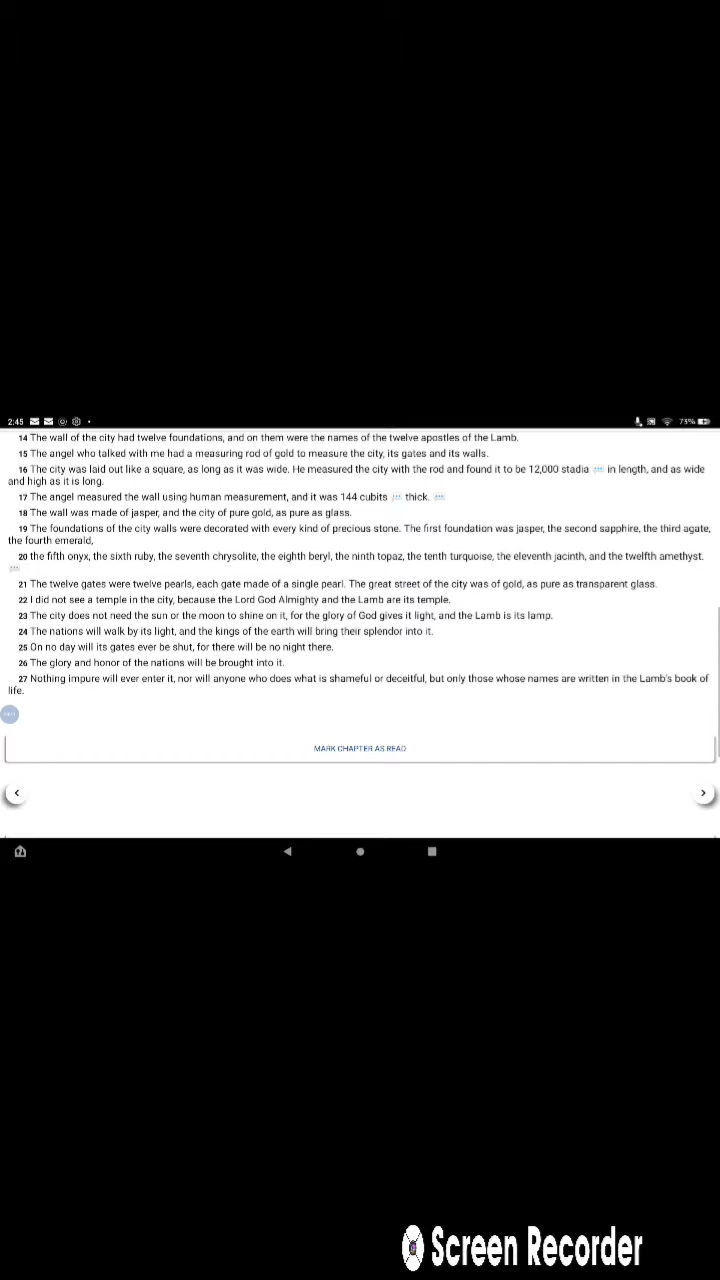 2:45
73%
14 The wall of the city had twelve foundations, and on them were the names of the twelve apostles of the Lamb.
15 The angel who talked with me had a measuring rod of gold to measure the city, its gates and its walls.
16 The city was laid out like a square, as long as it was wide. He measured the city with the rod and found it to be 12,000 stadia in length, and as wide
and high as it is long.
17 The angel measured the wall using human measurement, and it was 144 cubits thick.
18 The wall was made of jasper, and the city of pure gold, as pure as glass.
19 The foundations of the city walls were decorated with every kind of precious stone. The first foundation was jasper, the second sapphire, the third agate,
the fourth emerald,
20 the fifth onyx, the sixth ruby, the seventh chrysolite, the eighth beryl, the ninth topaz, the tenth turquoise, the eleventh jacinth, and the twelfth amethyst.
21 The twelve gates were twelve pearls, each gate made of a single pearl. The great street of the city was of gold, as pure as transparent glass.
22 I did not see a temple in the city, because the Lord God Almighty and the Lamb are its temple.
23 The city does not need the sun or the moon to shine on it, for the glory of God gives it light, and the Lamb is its lamp.
24 The nations will walk by its light, and the kings of the earth will bring their splendor into it.
25 On no day will its gates ever be shut, for there will be no night there.
26 The glory and honor of the nations will be brought into it.
27 Nothing impure will ever enter it, nor will anyone who does what is shameful or deceitful, but only those whose names are written in the Lamb's book of
life.
MARK CHAPTER AS READ
Screen Recorder